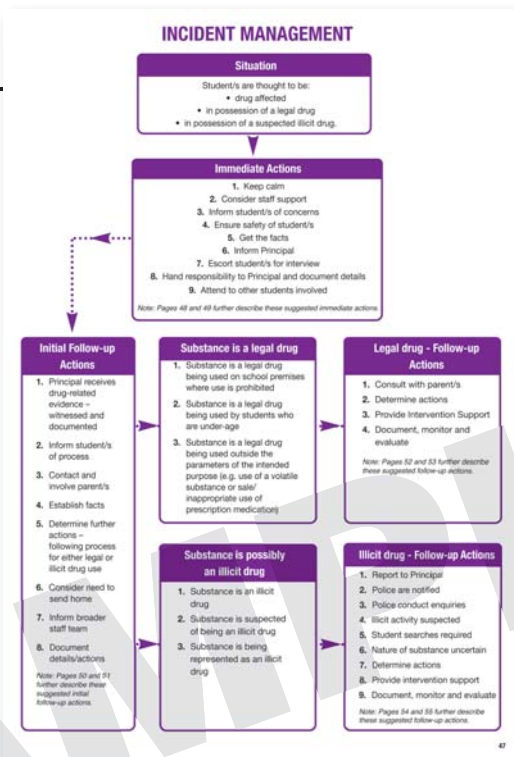 INCIDENT MANAGEMENT
Situation
Student/s are thought to be:
• drug affected
• in possession of a legal drug
• in possession of a suspected illicit drug.
Immediate Actions
1. Keep calm
2. Consider staff support
3. Inform student/s of concerns
4. Ensure safety of student/s
5. Get the facts
6. Inform Principal
7. Escort student/s for interview
8. Hand responsibility to Principal and document details
9. Attend to other students involved
Note: Pages 48 and 49 further describe these suggested immediate actions.
Initial Follow-up
Actions
1. Principal receives
drug-related
evidence –
witnessed and
documented
2. Inform student/s
of process
3. Contact and
involve parent/s
4. Establish facts
5. Determine further
actions –
following process
for either legal or
illicit drug use
6. Consider need to
send home
7. Inform broader
staff team
8. Document
details/actions
Note: Pages 50 and 51
further describe these
suggested initial
follow-up actions.
Substance is a legal drug
1. Substance is a legal drug
being used on school premises
where use is prohibited
2. Substance is a legal drug
being used by students who
are under-age
3. Substance is a legal drug
being used outside the
parameters of the intended
purpose (e.g. use of a volatile
substance or sale/
inappropriate use of
prescription medication)
Legal drug - Follow-up
Actions
1. Consult with parent/s
2. Determine actions
3. Provide Intervention Support
4. Document, monitor and
evaluate
Note: Pages 52 and 53 further describe
these suggested follow-up actions.
Substance is possibly
an illicit drug
1. Substance is an illicit
drug
2. Substance is suspected
of being an illicit drug
3. Substance is being
represented as an illicit
drug
Illicit drug - Follow-up Actions
1. Report to Principal
2. Police are notified
3. Police conduct enquiries
4. Illicit activity suspected
5. Student searches required
6. Nature of substance uncertain
7. Determine actions
8. Provide intervention support
9. Document, monitor and evaluate
Note: Pages 54 and 55 further describe
these suggested follow-up actions.
47